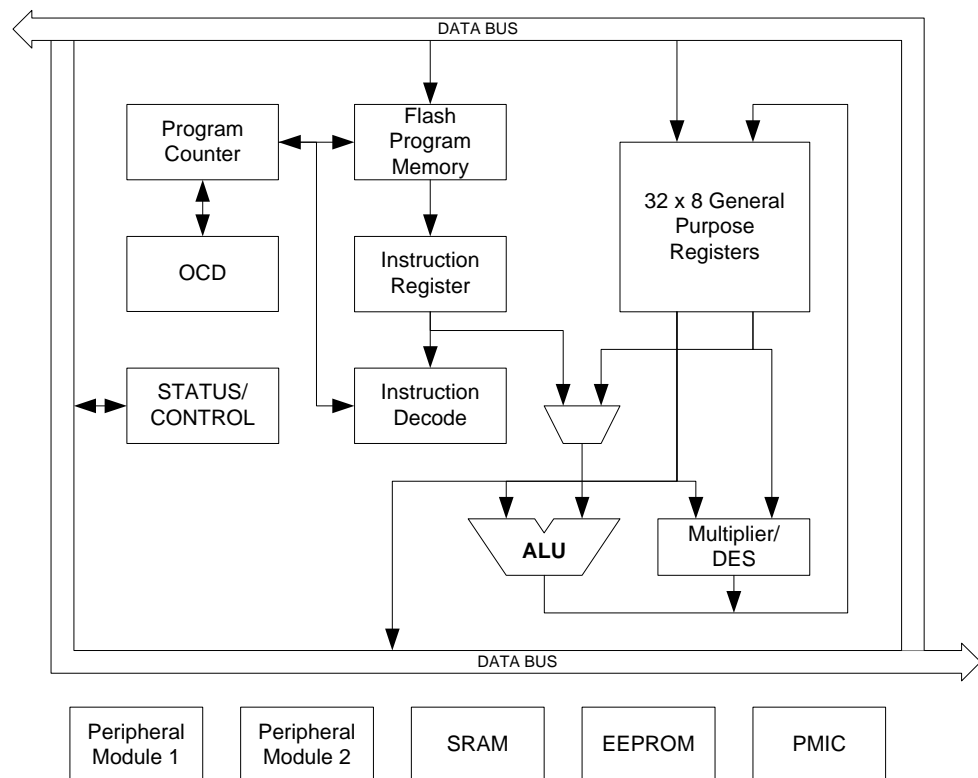 DATA BUS
Program
Counter
Flash
Program
Memory
32 x 8 General
Purpose
Registers
OCD
Instruction
Register
STATUS/
CONTROL
Instruction
Decode
ALU
Multiplier/
DES
DATA BUS
Peripheral
Module 1
Peripheral
Module 2
SRAM
EEPROM
PMIC